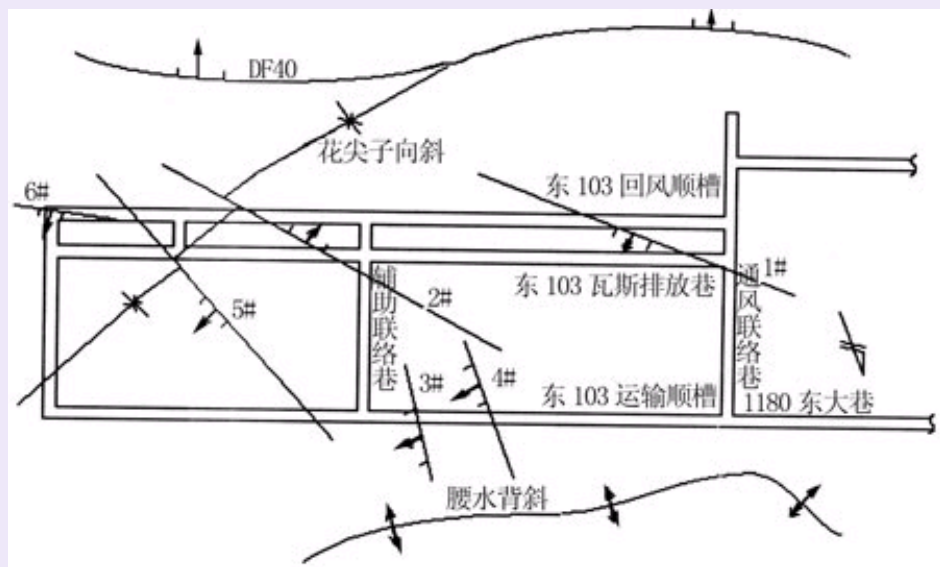 DF40
花尖子向斜
6#
东 103 回风顺槽
1#
东 103 瓦斯排放巷
通风联络巷
辅助联络巷
2#
5#
3#
4#
东 103 运输顺槽
1180 东大巷
腰水背斜